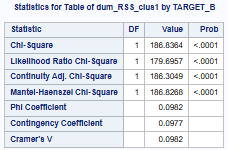 Statistics for Table of dum_RSS_clus1 by TARGET_B
Statistic DF Value Prob
Chi-Square 1 186.8364 <.0001
Likelihood Ratio Chi-Square 1 179.6957 <.0001
Continuity Adj. Chi-Square 1 186.3049 <.0001
Mantel-Haenszel Chi-Square 1 186.8268 <.0001
Phi Coefficient 0.0982
Contingency Coefficient 0.0977
Cramer's V 0.0982